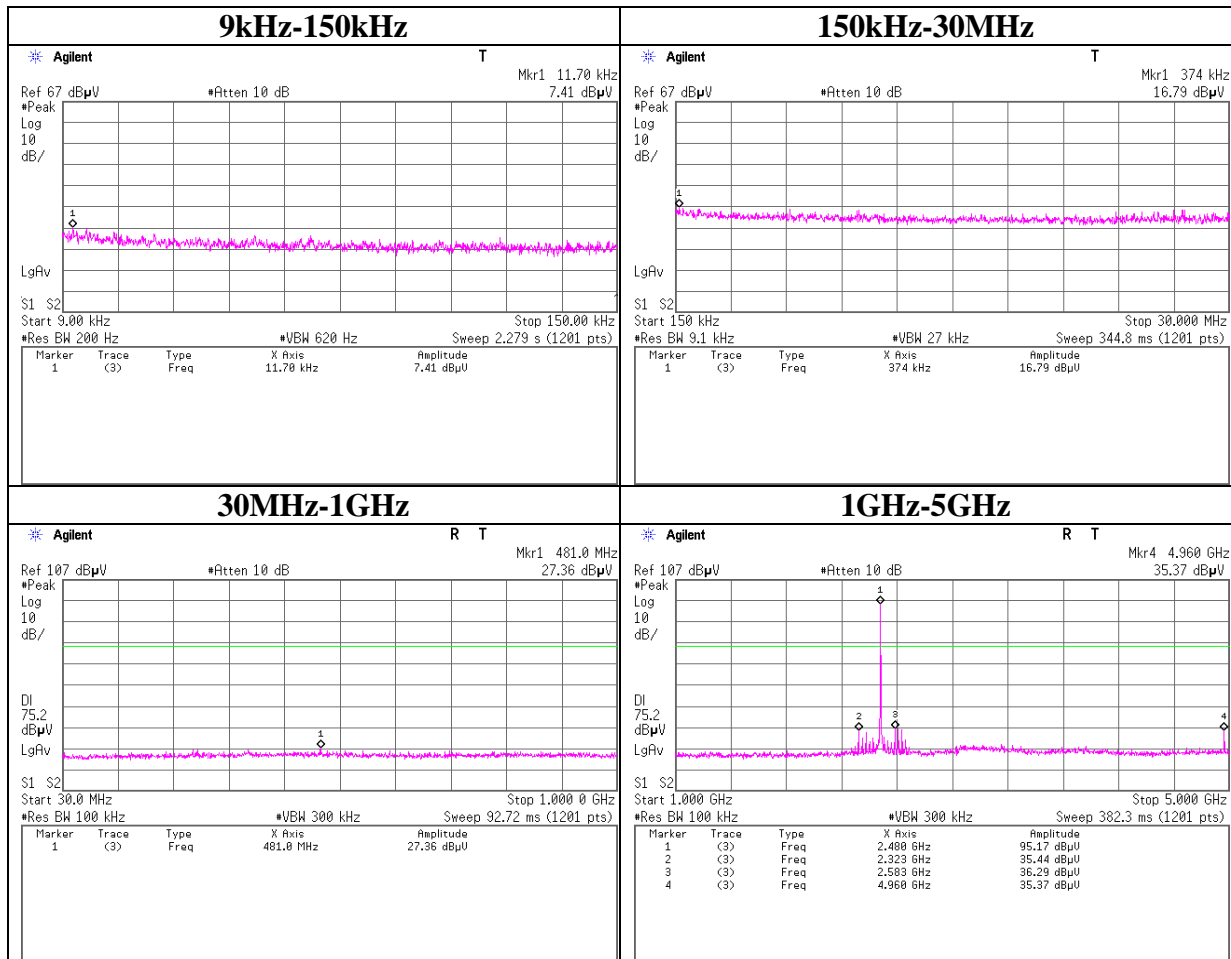 9kHz-150kHz
Agilent T
Mkr1 11.70 kHz
Ref 67 dBµV #Atten 10 dB 7.41 dBµV
#Peak
Log
10
dB/
1
LgAv
S1 S2
Start 9.00 kHz Stop 150.00 kHz
#Res BW 200 Hz #VBW 620 Hz Sweep 2.279 s (1201 pts)
Marker Trace Type X Axis Amplitude
1 (3) Freq 11.70 kHz 7.41 dBµV
150kHz-30MHz
Agilent T
Mkr1 374 kHz
Ref 67 dBµV #Atten 10 dB 16.79 dBµV
#Peak
Log
10
dB/
1
LgAv
S1 S2
Start 150 kHz Stop 30.000 MHz
#Res BW 9.1 kHz #VBW 27 kHz Sweep 344.8 ms (1201 pts)
Marker Trace Type X Axis Amplitude
1 (3) Freq 374 kHz 16.79 dBµV
30MHz-1GHz
Agilent R T
Mkr1 481.0 MHz
Ref 107 dBµV #Atten 10 dB 27.36 dBµV
#Peak
Log
10
dB/
DI
75.2
dBµV
1
LgAv
S1 S2
Start 30.0 MHz Stop 1.000 0 GHz
#Res BW 100 kHz #VBW 300 kHz Sweep 92.72 ms (1201 pts)
Marker Trace Type X Axis Amplitude
1 (3) Freq 481.0 MHz 27.36 dBµV
1GHz-5GHz
Agilent R T
Mkr4 4.960 GHz
Ref 107 dBµV #Atten 10 dB 35.37 dBµV
#Peak
1
Log
10
dB/
DI
75.2
2 3 4
dBµV
LgAv
S1 S2
Start 1.000 GHz Stop 5.000 GHz
#Res BW 100 kHz #VBW 300 kHz Sweep 382.3 ms (1201 pts)
Marker Trace Type X Axis Amplitude
1 (3) Freq 2.480 GHz 95.17 dBµV
2 (3) Freq 2.323 GHz 35.44 dBµV
3 (3) Freq 2.583 GHz 36.29 dBµV
4 (3) Freq 4.960 GHz 35.37 dBµV